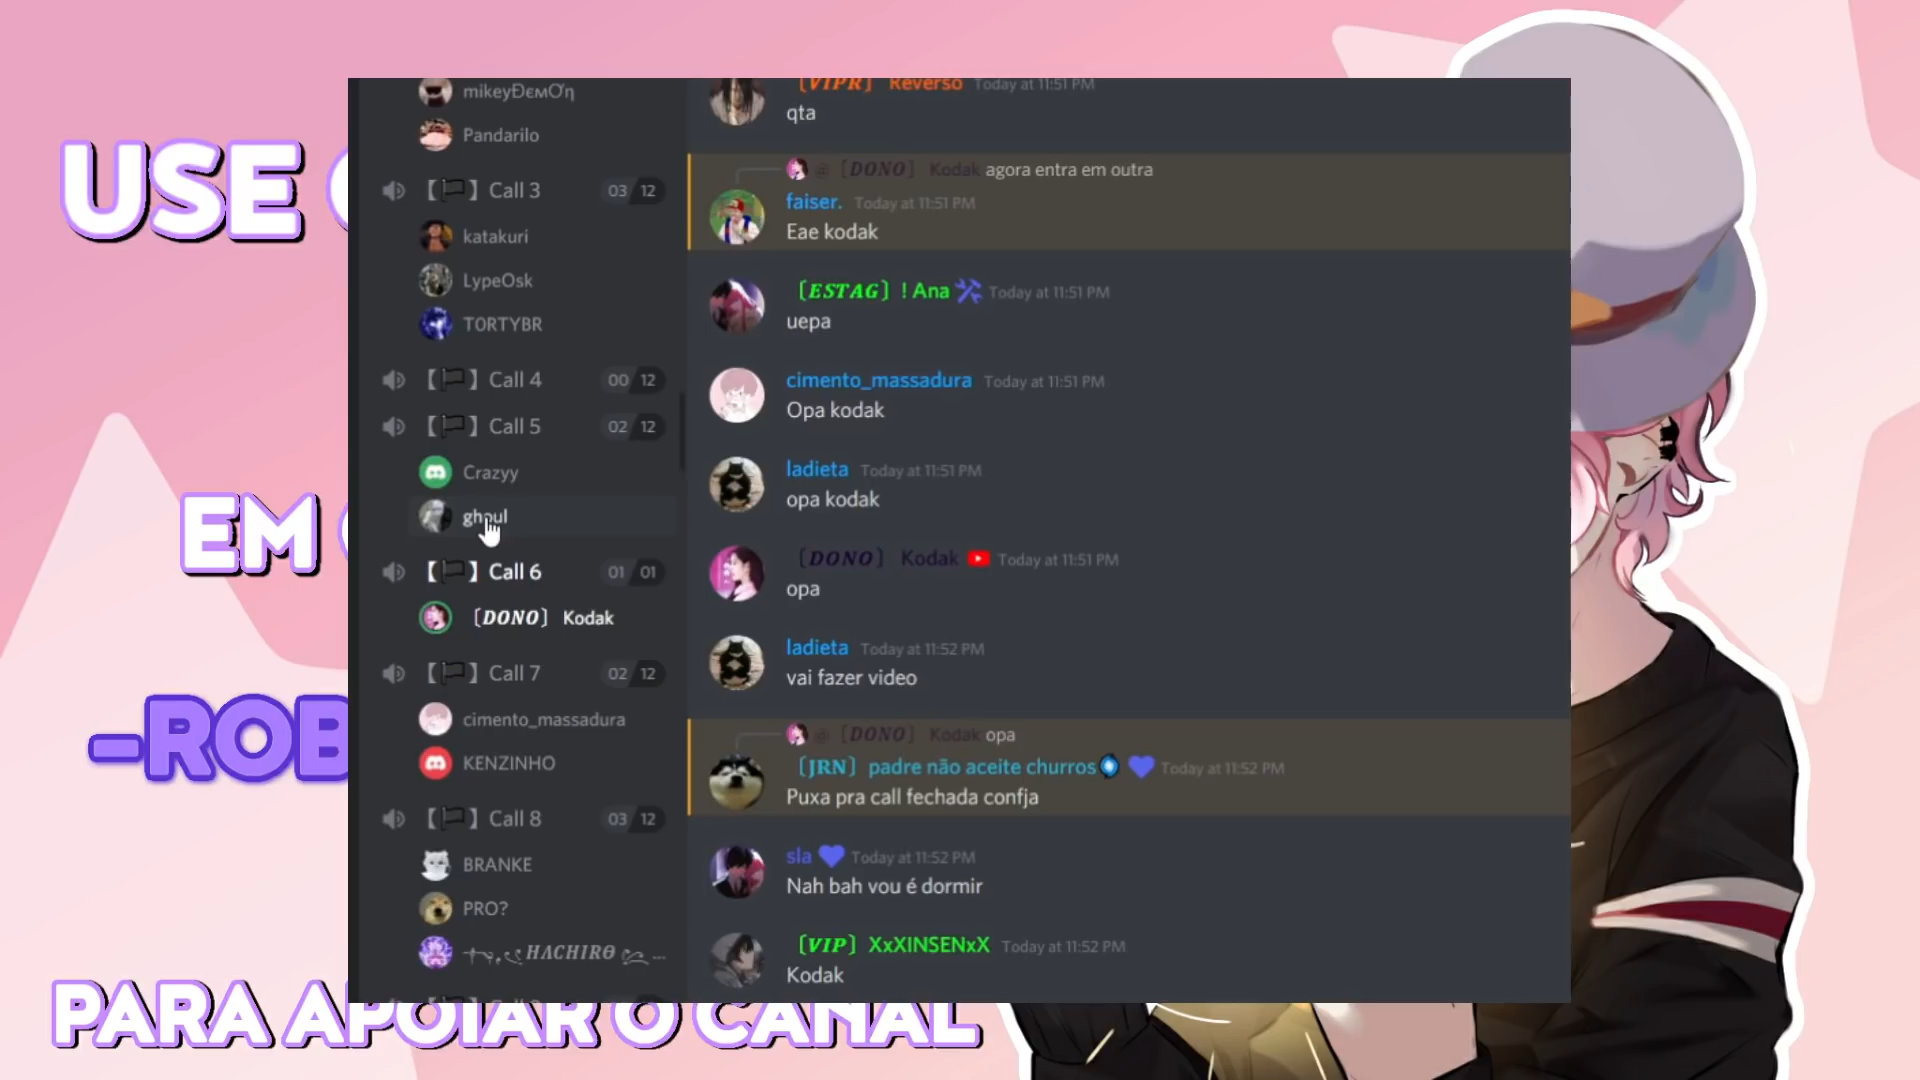 USE
EM
-ROB
PARA APOIAR O CANAL
mikeyÐємƠη
Pandarilo
【🏴】Call 3 03 12
katakuri
LypeOsk
TORTYBR
【🏴】Call 4 00 12
【🏴】Call 5 02 12
Crazyy
ghoul
【🏴】Call 6 01 01
〔DONO〕 Kodak
【🏴】Call 7 02 12
cimento_massadura
KENZINHO
【🏴】Call 8 03 12
BRANKE
PRO?
HACHIRO
〔VIPR〕 Reverso Today at 11:51 PM
qta
@〔DONO〕 Kodak agora entra em outra
faiser. Today at 11:51 PM
Eae kodak
〔ESTAG〕 ! Ana Today at 11:51 PM
uepa
cimento_massadura Today at 11:51 PM
Opa kodak
ladieta Today at 11:51 PM
opa kodak
〔DONO〕 Kodak Today at 11:51 PM
opa
ladieta Today at 11:52 PM
vai fazer video
@〔DONO〕 Kodak opa
〔JRN〕 padre não aceite churros Today at 11:52 PM
Puxa pra call fechada confja
sla Today at 11:52 PM
Nah bah vou é dormir
〔VIP〕 XxXINSENxX Today at 11:52 PM
Kodak